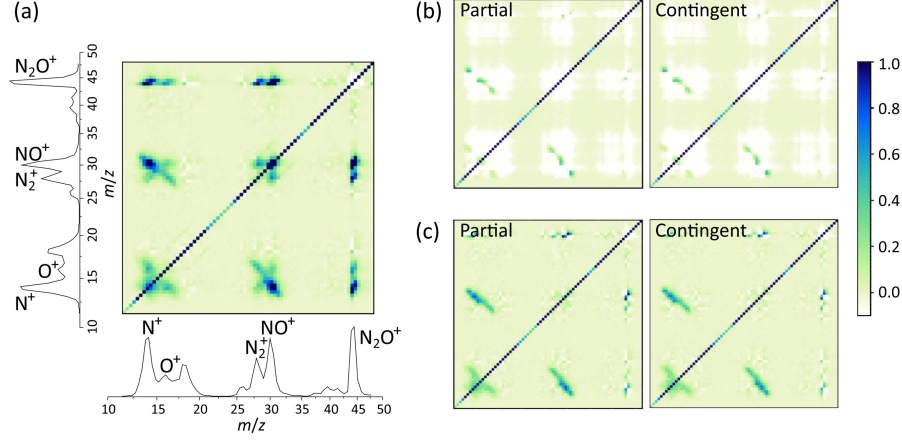 (a)
50
45
40
35
30
25
20
15
10
m/z
N₂O⁺
NO⁺
N₂⁺
O⁺
N⁺
N⁺
O⁺
N₂⁺
NO⁺
N₂O⁺
10 15 20 25 30 35 40 45 50
m/z
(b)
Partial Contingent
(c)
Partial Contingent
1.0
0.8
0.6
0.4
0.2
0.0